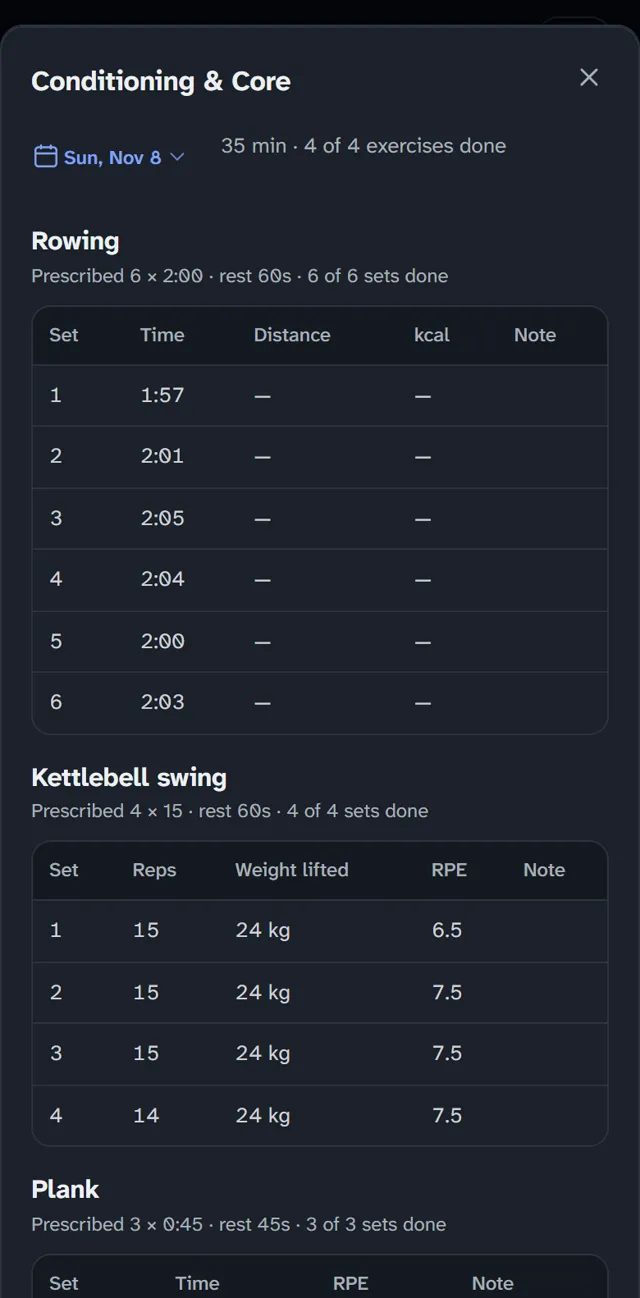 Conditioning & Core
Sun, Nov 8
35 min · 4 of 4 exercises done
Rowing
Prescribed 6 × 2:00 · rest 60s · 6 of 6 sets done
Set Time Distance kcal Note
1 1:57 — —
2 2:01 — —
3 2:05 — —
4 2:04 — —
5 2:00 — —
6 2:03 — —
Kettlebell swing
Prescribed 4 × 15 · rest 60s · 4 of 4 sets done
Set Reps Weight lifted RPE Note
1 15 24 kg 6.5
2 15 24 kg 7.5
3 15 24 kg 7.5
4 14 24 kg 7.5
Plank
Prescribed 3 × 0:45 · rest 45s · 3 of 3 sets done
Set Time RPE Note